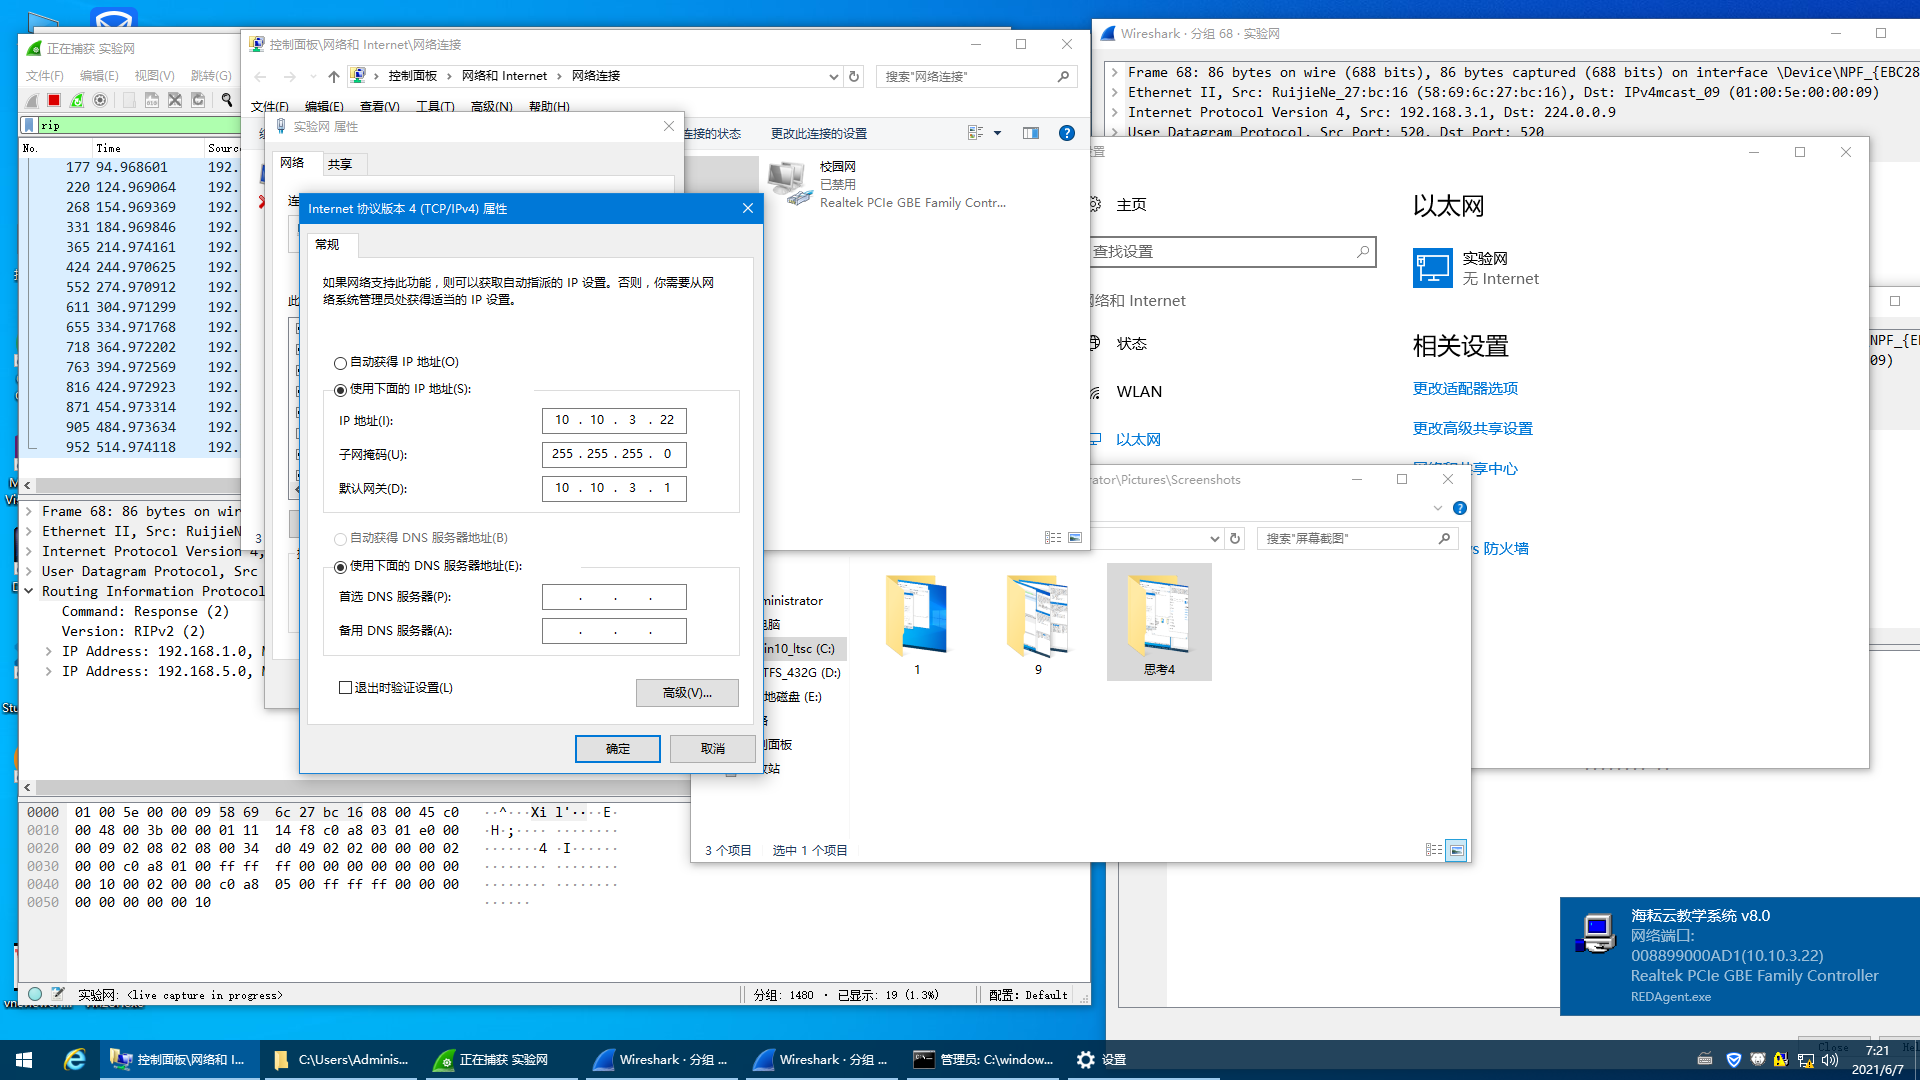 正在捕获 实验网
文件(F) 编辑(E) 视图(V) 跳转(G)
rip
No. Time
177 94.968601 192.
220 124.969064 192.
268 154.969369 192.
331 184.969846 192.
365 214.974161 192.
424 244.970625 192.
552 274.970912 192.
611 304.971299 192.
655 334.971768 192.
718 364.972202 192.
763 394.972569 192.
816 424.972923 192.
871 454.973314 192.
905 484.973634 192.
952 514.974118 192.
Frame 68: 86 bytes on wir
Ethernet II, Src: RuijieN
Internet Protocol Version 4,
User Datagram Protocol, Src
Routing Information Protocol
Command: Response (2)
Version: RIPv2 (2)
IP Address: 192.168.1.0,
IP Address: 192.168.5.0,
0000 01 00 5e 00 00 09 58 69 6c 27 bc 16 08 00 45 c0 ··^···Xi l'····E·
0010 00 48 00 3b 00 00 01 11 14 f8 c0 a8 03 01 e0 00 ·H·;···· ········
0020 00 09 02 08 02 08 00 34 d0 49 02 02 00 00 00 02 ·······4 ·I······
0030 00 00 c0 a8 01 00 ff ff ff 00 00 00 00 00 00 00 ········ ········
0040 00 10 00 02 00 00 c0 a8 05 00 ff ff ff 00 00 00 ········ ········
0050 00 00 00 00 00 10 ······
实验网: <live capture in progress>
分组: 1480 · 已显示: 19 (1.3%)
配置: Default
控制面板\网络和 Internet\网络连接
控制面板 网络和 Internet 网络连接
搜索"网络连接"
文件(F) 编辑(E) 查看(V) 工具(T) 高级(N) 帮助(H)
连接的状态 更改此连接的设置
校园网
已禁用
Realtek PCIe GBE Family Contr...
实验网 属性
网络 共享
Internet 协议版本 4 (TCP/IPv4) 属性
常规
如果网络支持此功能，则可以获取自动指派的 IP 设置。否则，你需要从网
络系统管理员处获得适当的 IP 设置。
自动获得 IP 地址(O)
使用下面的 IP 地址(S):
IP 地址(I): 10 . 10 . 3 . 22
子网掩码(U): 255 . 255 . 255 . 0
默认网关(D): 10 . 10 . 3 . 1
自动获得 DNS 服务器地址(B)
使用下面的 DNS 服务器地址(E):
首选 DNS 服务器(P): . . .
备用 DNS 服务器(A): . . .
退出时验证设置(L)
高级(V)...
确定 取消
Wireshark · 分组 68 · 实验网
Frame 68: 86 bytes on wire (688 bits), 86 bytes captured (688 bits) on interface \Device\NPF_{EBC28
Ethernet II, Src: RuijieNe_27:bc:16 (58:69:6c:27:bc:16), Dst: IPv4mcast_09 (01:00:5e:00:00:09)
Internet Protocol Version 4, Src: 192.168.3.1, Dst: 224.0.0.9
User Datagram Protocol, Src Port: 520, Dst Port: 520
置
主页
查找设置
网络和 Internet
状态
WLAN
以太网
以太网
实验网
无 Internet
相关设置
更改适配器选项
更改高级共享设置
网络和共享中心
防火墙
NPF_{E
09)
rator\Pictures\Screenshots
搜索"屏幕截图"
ministrator
电脑
in10_ltsc (C:)
TFS_432G (D:)
地磁盘 (E:)
络
制面板
收站
1
9
思考4
3 个项目 选中 1 个项目
海耘云教学系统 v8.0
网络端口:
008899000AD1(10.10.3.22)
Realtek PCIe GBE Family Controller
REDAgent.exe
Close
控制面板\网络和 I...
C:\Users\Adminis...
正在捕获 实验网
Wireshark · 分组 ...
Wireshark · 分组 ...
管理员: C:\window...
设置
7:21
2021/6/7